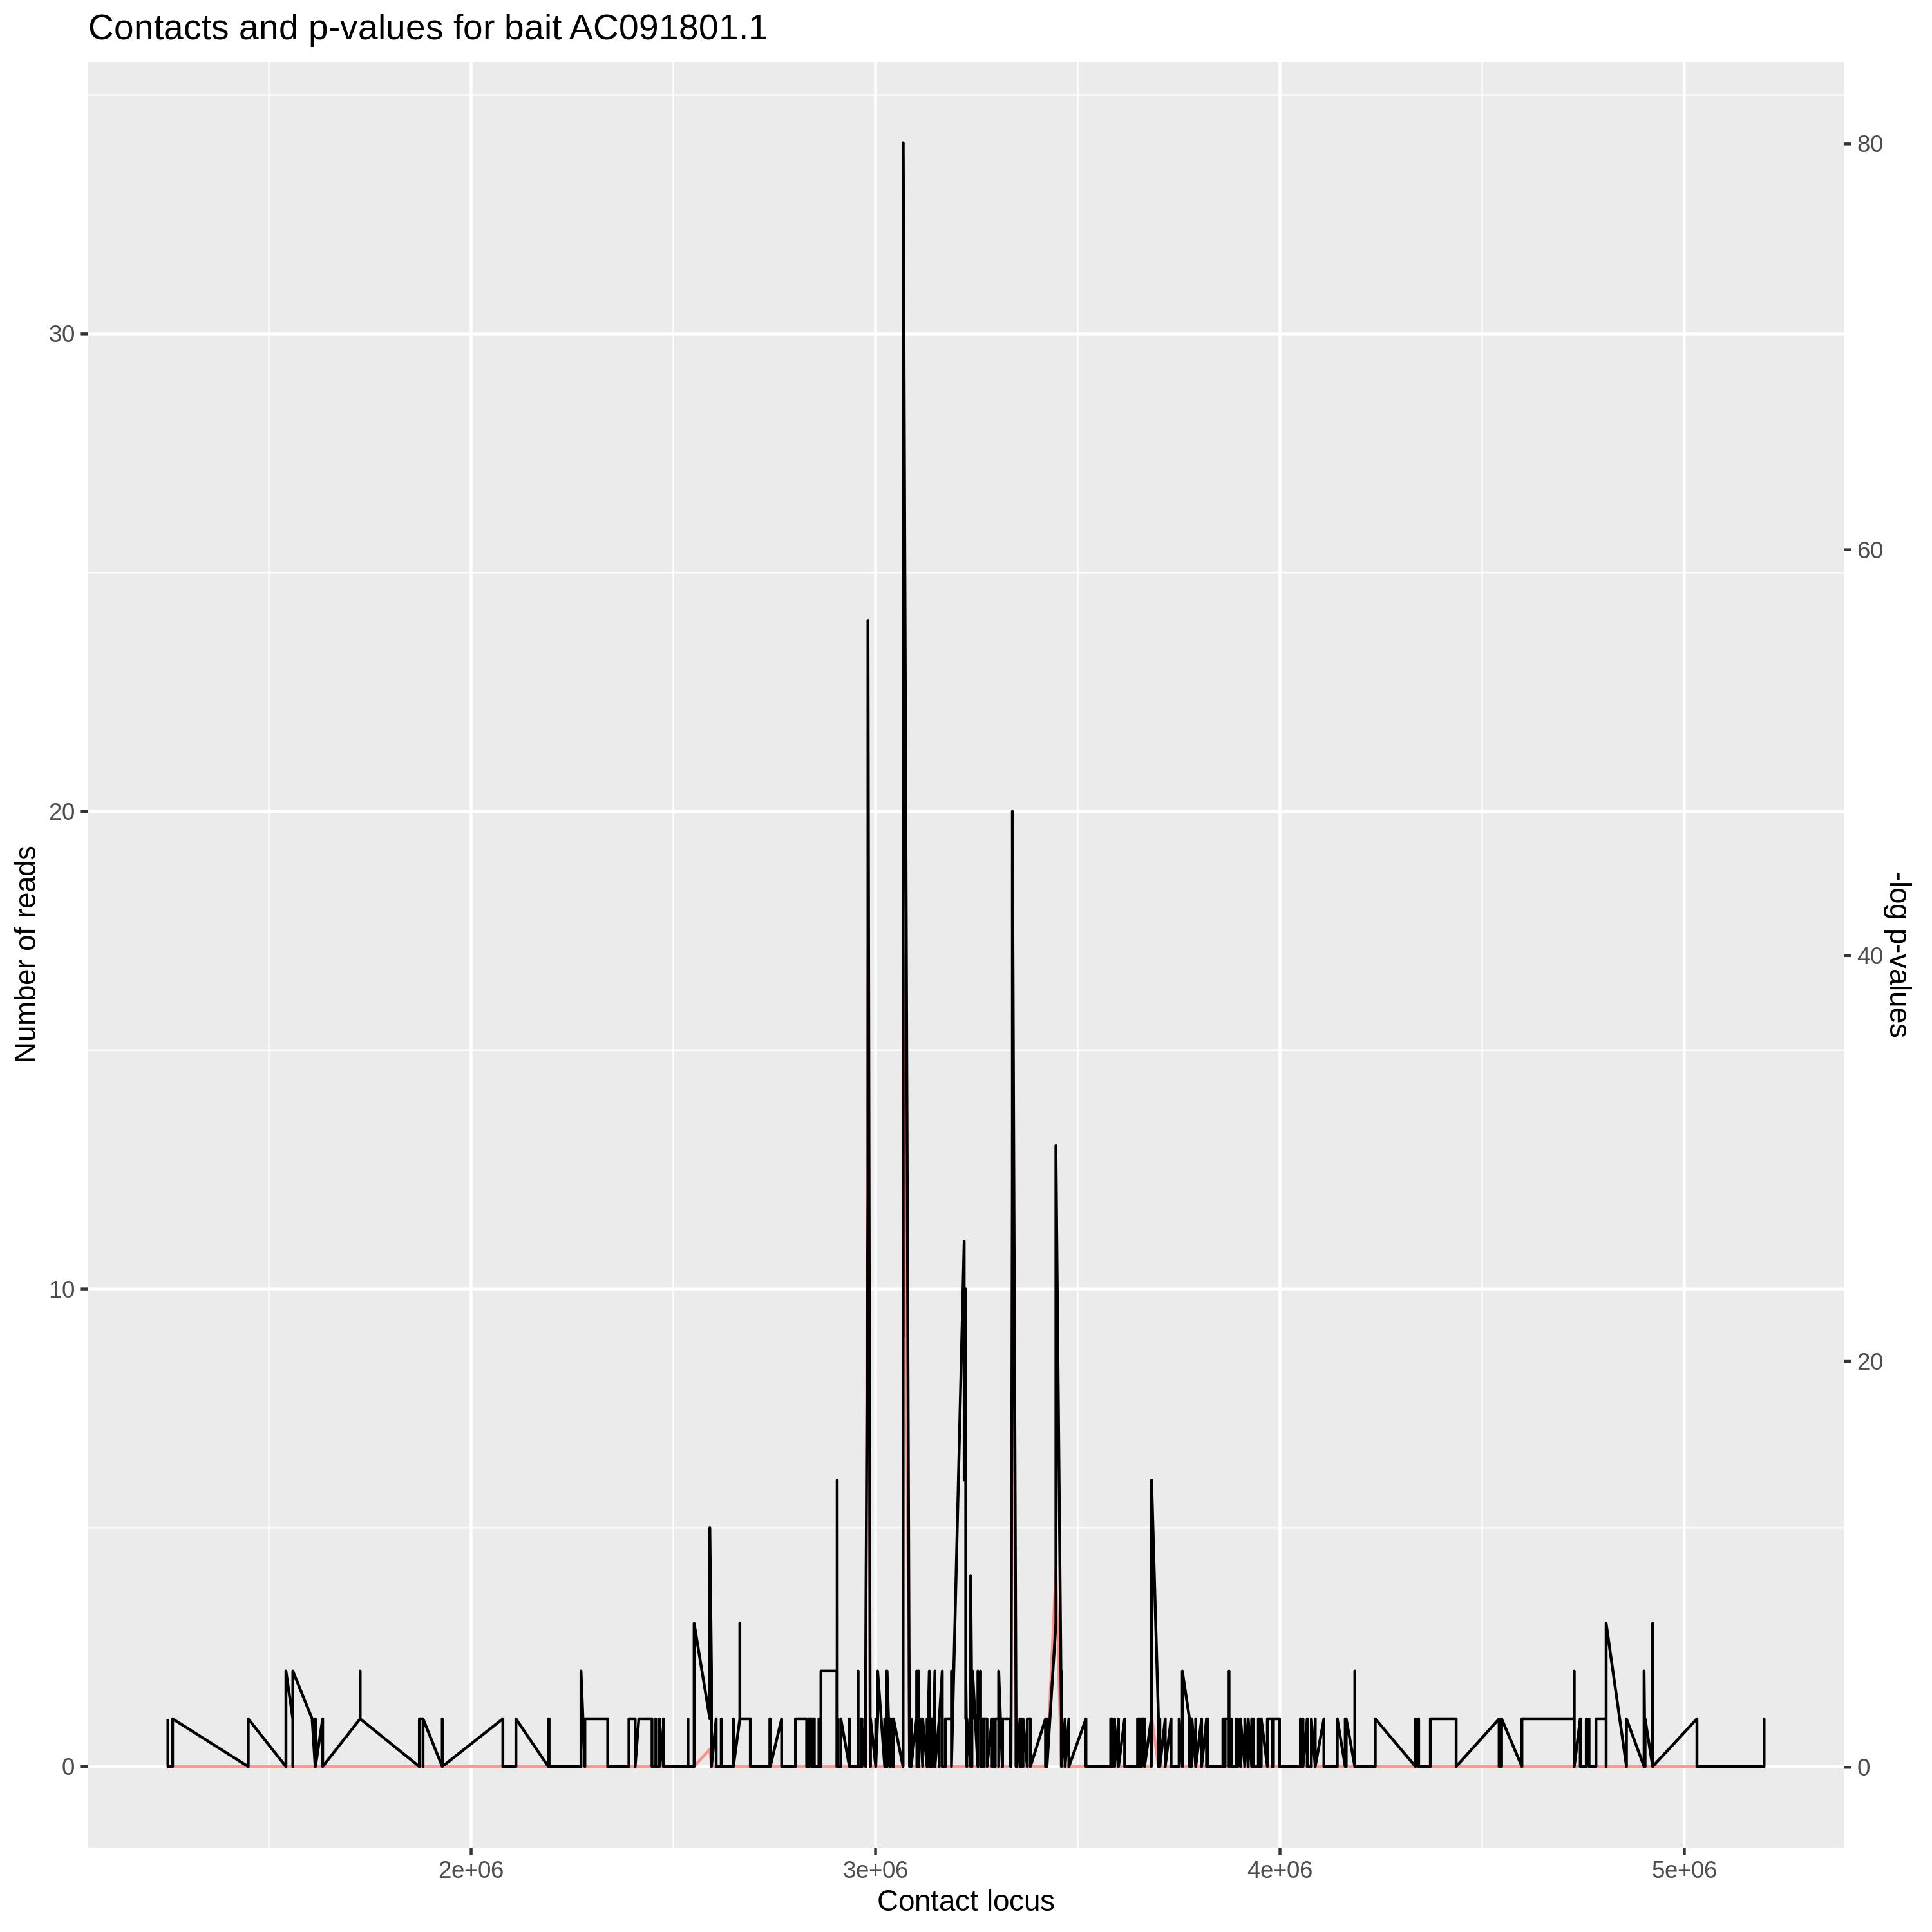 Contacts and p-values for bait AC091801.1
Number of reads
30
20
10
0
80
60
40
20
0
-log p-values
2e+06 3e+06 4e+06 5e+06
Contact locus